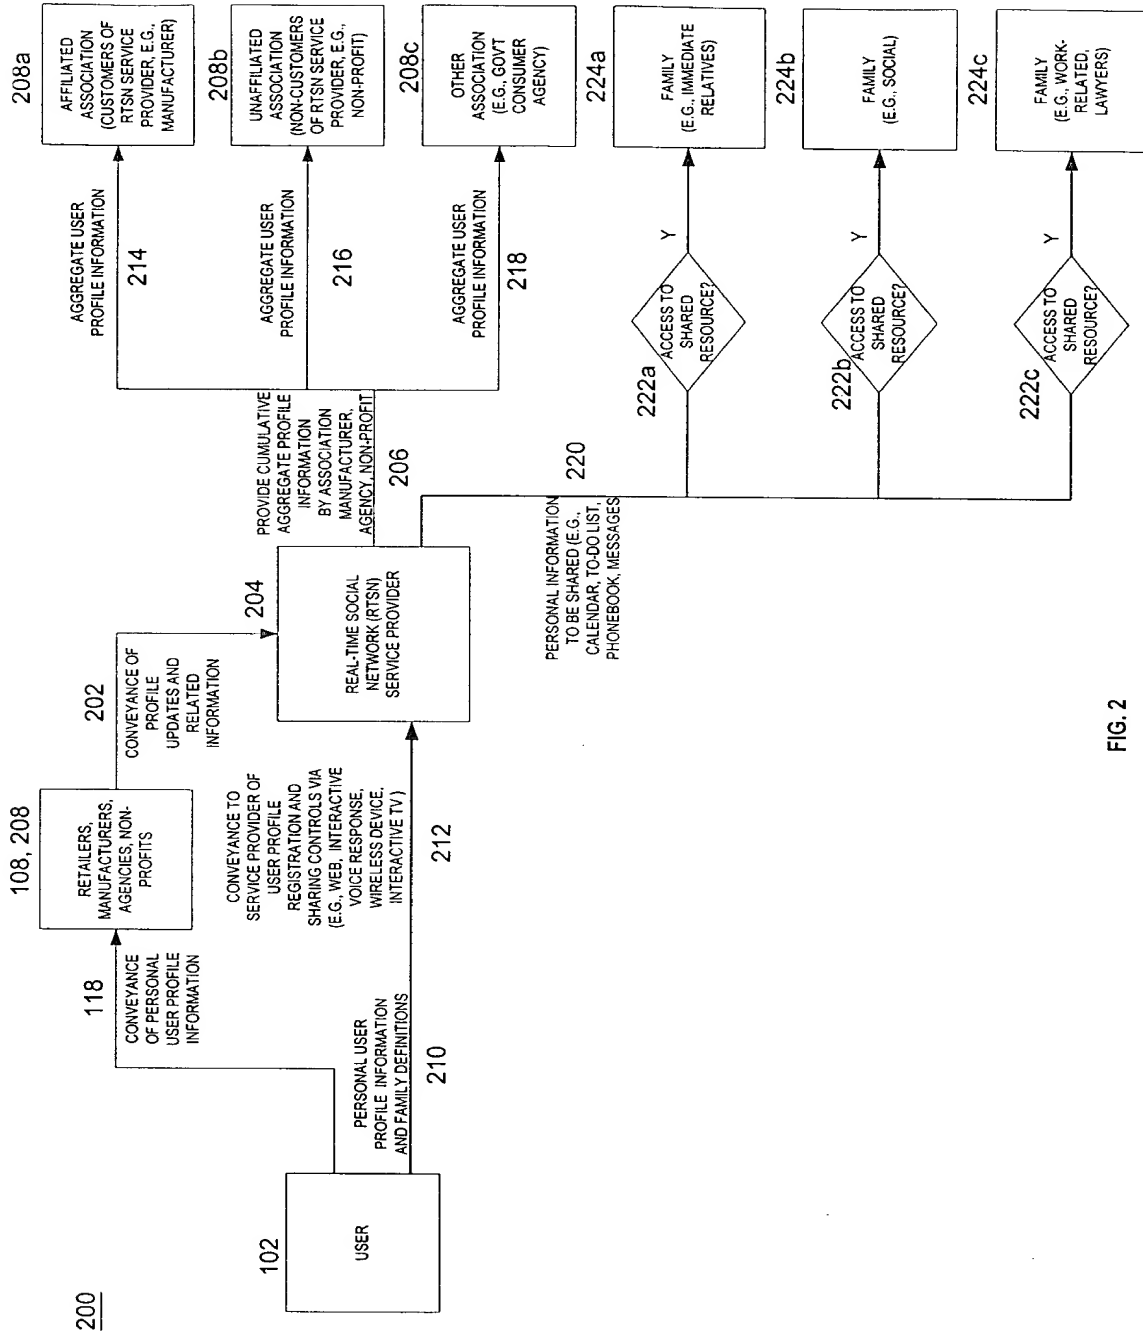 200
102
USER
118
CONVEYANCE
OF PERSONAL
USER PROFILE
INFORMATION
108, 208
RETAILERS,
MANUFACTURERS,
AGENCIES, NON-
PROFITS
202
CONVEYANCE OF
PROFILE
UPDATES AND
RELATED
INFORMATION
PERSONAL USER
PROFILE INFORMATION
AND FAMILY DEFINITIONS
210
CONVEYANCE TO
SERVICE PROVIDER OF
USER PROFILE
REGISTRATION AND
SHARING CONTROLS VIA
(E.G., WEB, INTERACTIVE
VOICE RESPONSE,
WIRELESS DEVICE,
INTERACTIVE TV )
212
204
REAL-TIME SOCIAL
NETWORK (RTSN)
SERVICE PROVIDER
PROVIDE CUMULATIVE
AGGREGATE PROFILE
INFORMATION
BY ASSOCIATION
MANUFACTURER,
AGENCY, NON-PROFIT
206
AGGREGATE USER
PROFILE INFORMATION
214
208a
AFFILIATED
ASSOCIATION
(CUSTOMERS OF
RTSN SERVICE
PROVIDER, E.G.,
MANUFACTURER)
AGGREGATE USER
PROFILE INFORMATION
216
208b
UNAFFILIATED
ASSOCIATION
(NON-CUSTOMERS
OF RTSN SERVICE
PROVIDER, E.G.,
NON-PROFIT)
AGGREGATE USER
PROFILE INFORMATION
218
208c
OTHER
ASSOCIATION
(E.G., GOV'T
CONSUMER
AGENCY)
220
PERSONAL INFORMATION
TO BE SHARED (E.G.,
CALENDAR, TO-DO LIST,
PHONEBOOK, MESSAGES
222a
ACCESS TO
SHARED
RESOURCE?
Y
224a
FAMILY
(E.G., IMMEDIATE
RELATIVES)
222b
ACCESS TO
SHARED
RESOURCE?
Y
224b
FAMILY
(E.G., SOCIAL)
222c
ACCESS TO
SHARED
RESOURCE?
Y
224c
FAMILY
(E.G., WORK-
RELATED,
LAWYERS)
FIG. 2